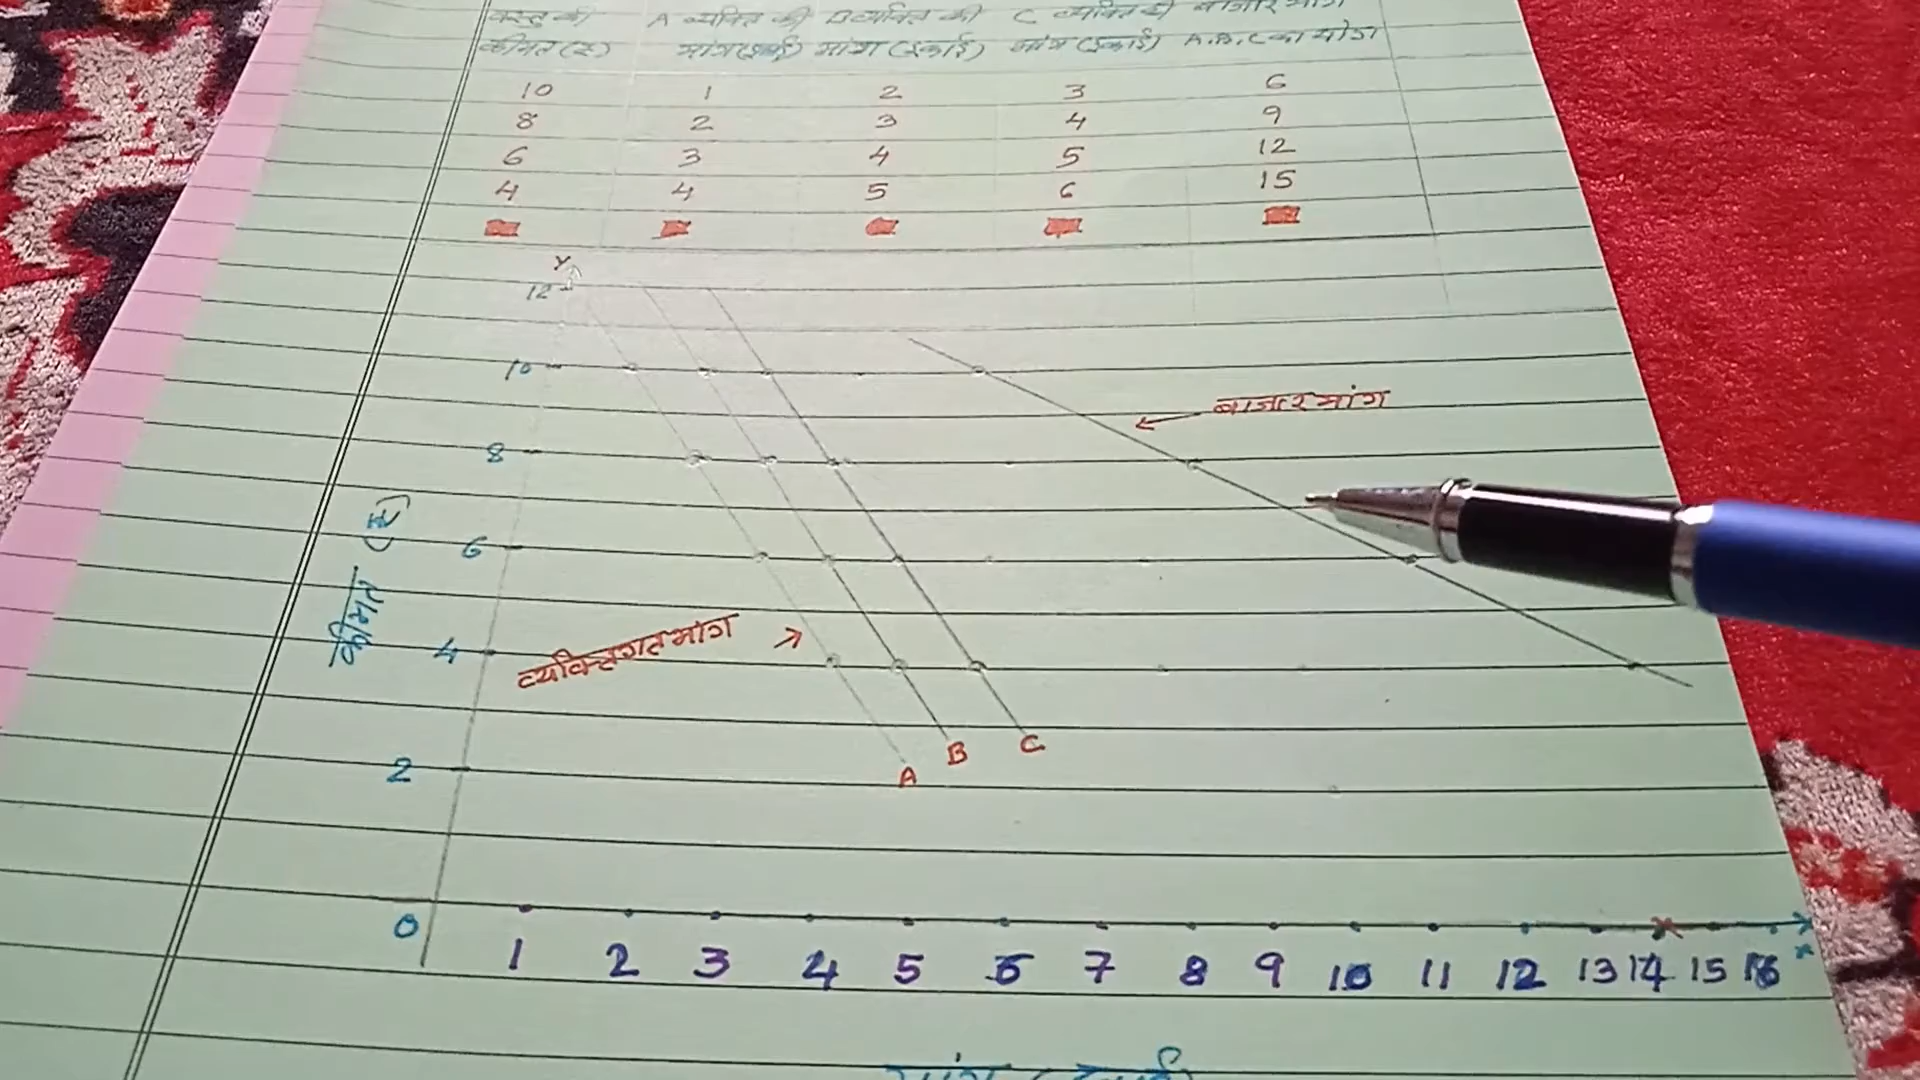 वस्तु की A व्यक्ति की B व्यक्ति की C व्यक्ति की बाजार मांग
कीमत (रु) मांग (इकाई) मांग (इकाई) मांग (इकाई) A.B.C का योग
10 1 2 3 6
8 2 3 4 9
6 3 4 5 12
4 4 5 6 15
Y
12
10
बाजार मांग
8
कीमत (रु)
6
व्यक्तिगत मांग
4
B C
A
2
0
1 2 3 4 5 6 7 8 9 10 11 12 13 14 15 16 x
मांग (इकाई)